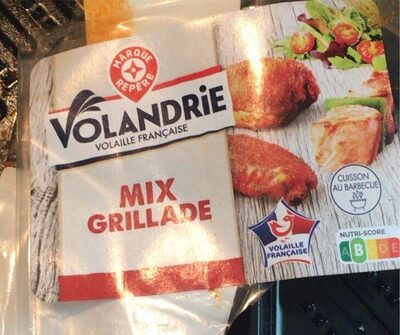 MARQUE
REPÈRE
VOLANDRIE
VOLAILLE FRANÇAISE
MIX
GRILLADE
CUISSON
AU BARBECUE
VOLAILLE
FRANÇAISE
NUTRI-SCORE
A B C D E